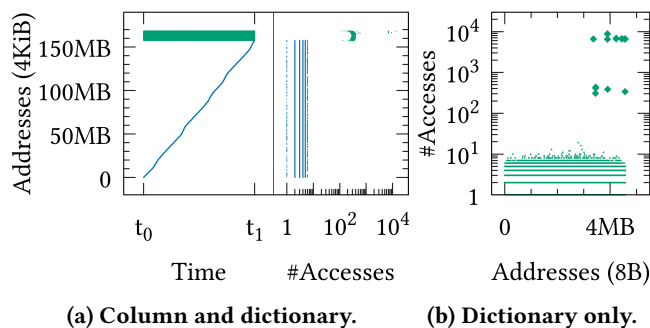 Addresses (4KiB)
150MB
100MB
50MB
0
t0 t1 1 10^2 10^4
Time #Accesses
(a) Column and dictionary.
#Accesses
10^4
10^3
10^2
10^1
1
0 4MB
Addresses (8B)
(b) Dictionary only.